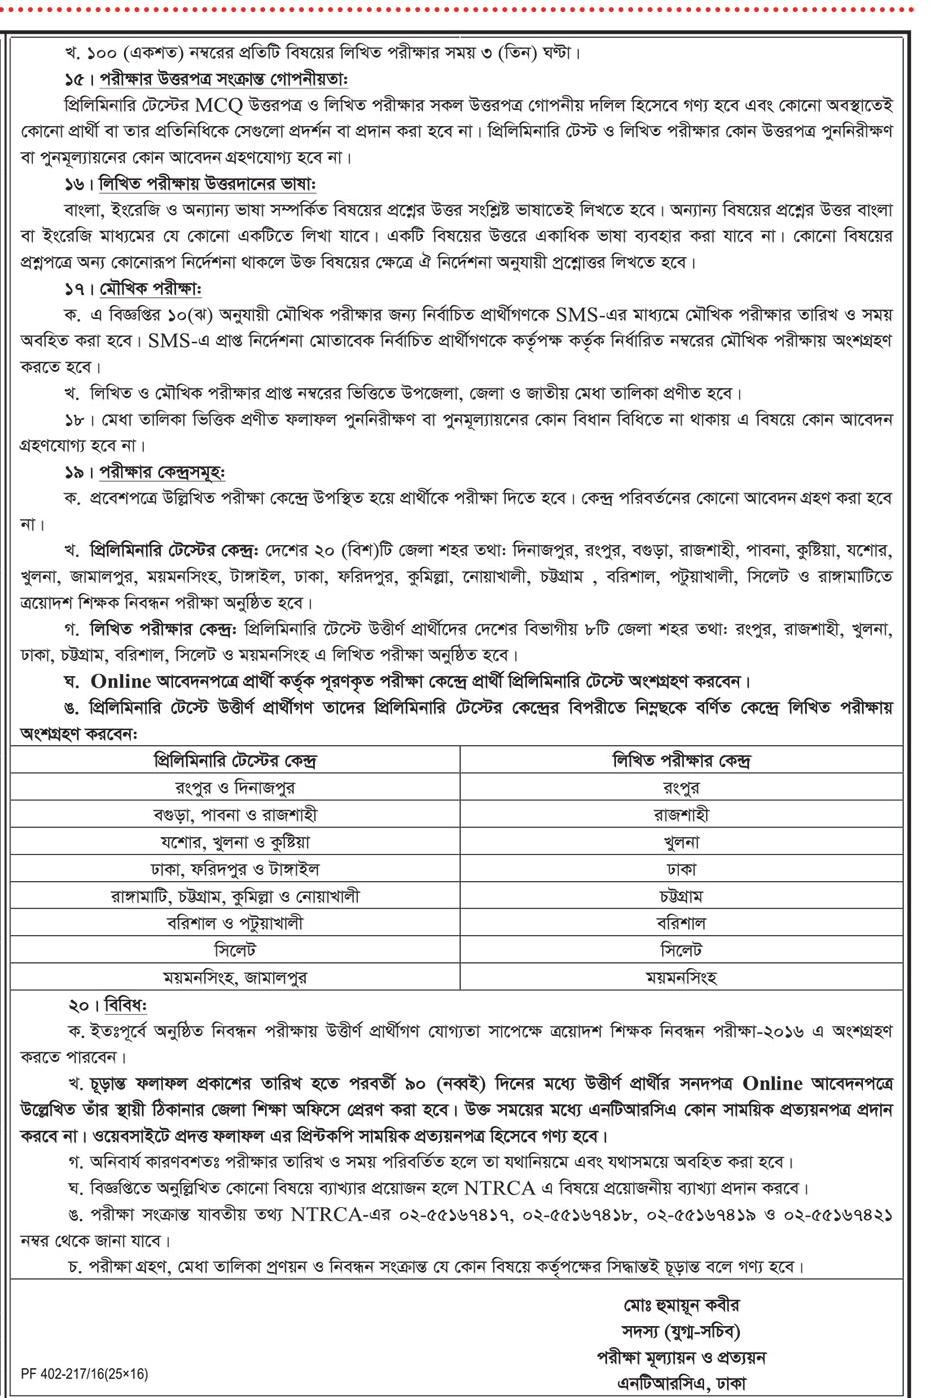 খ. ১০০ (একশত) নম্বরের প্রতিটি বিষয়ের লিখিত পরীক্ষার সময় ৩ (তিন) ঘণ্টা।
১৫। পরীক্ষার উত্তরপত্র সংক্রান্ত গোপনীয়তা:
প্রিলিমিনারি টেস্টের MCQ উত্তরপত্র ও লিখিত পরীক্ষার সকল উত্তরপত্র গোপনীয় দলিল হিসেবে গণ্য হবে এবং কোনো অবস্থাতেই
কোনো প্রার্থী বা তার প্রতিনিধিকে সেগুলো প্রদর্শন বা প্রদান করা হবে না। প্রিলিমিনারি টেস্ট ও লিখিত পরীক্ষার কোন উত্তরপত্র পুননিরীক্ষণ
বা পুনমূল্যায়নের কোন আবেদন গ্রহণযোগ্য হবে না।
১৬। লিখিত পরীক্ষায় উত্তরদানের ভাষা:
বাংলা, ইংরেজি ও অন্যান্য ভাষা সম্পর্কিত বিষয়ের প্রশ্নের উত্তর সংশ্লিষ্ট ভাষাতেই লিখতে হবে। অন্যান্য বিষয়ের প্রশ্নের উত্তর বাংলা
বা ইংরেজি মাধ্যমের যে কোনো একটিতে লিখা যাবে। একটি বিষয়ের উত্তরে একাধিক ভাষা ব্যবহার করা যাবে না। কোনো বিষয়ের
প্রশ্নপত্রে অন্য কোনোরূপ নির্দেশনা থাকলে উক্ত বিষয়ের ক্ষেত্রে ঐ নির্দেশনা অনুযায়ী প্রশ্নোত্তর লিখতে হবে।
১৭। মৌখিক পরীক্ষা:
ক. এ বিজ্ঞপ্তির ১০(ঝ) অনুযায়ী মৌখিক পরীক্ষার জন্য নির্বাচিত প্রার্থীগণকে SMS-এর মাধ্যমে মৌখিক পরীক্ষার তারিখ ও সময়
অবহিত করা হবে। SMS-এ প্রাপ্ত নির্দেশনা মোতাবেক নির্বাচিত প্রার্থীগণকে কর্তৃপক্ষ কর্তৃক নির্ধারিত নম্বরের মৌখিক পরীক্ষায় অংশগ্রহণ
করতে হবে।
খ. লিখিত ও মৌখিক পরীক্ষার প্রাপ্ত নম্বরের ভিত্তিতে উপজেলা, জেলা ও জাতীয় মেধা তালিকা প্রণীত হবে।
১৮। মেধা তালিকা ভিত্তিক প্রণীত ফলাফল পুননিরীক্ষণ বা পুনমূল্যায়নের কোন বিধান বিধিতে না থাকায় এ বিষয়ে কোন আবেদন
গ্রহণযোগ্য হবে না।
১৯। পরীক্ষার কেন্দ্রসমূহ:
ক. প্রবেশপত্রে উল্লিখিত পরীক্ষা কেন্দ্রে উপস্থিত হয়ে প্রার্থীকে পরীক্ষা দিতে হবে। কেন্দ্র পরিবর্তনের কোনো আবেদন গ্রহণ করা হবে
না।
খ. প্রিলিমিনারি টেস্টের কেন্দ্র: দেশের ২০ (বিশ)টি জেলা শহর তথা: দিনাজপুর, রংপুর, বগুড়া, রাজশাহী, পাবনা, কুষ্টিয়া, যশোর,
খুলনা, জামালপুর, ময়মনসিংহ, টাঙ্গাইল, ঢাকা, ফরিদপুর, কুমিল্লা, নোয়াখালী, চট্টগ্রাম , বরিশাল, পটুয়াখালী, সিলেট ও রাঙ্গামাটিতে
ত্রয়োদশ শিক্ষক নিবন্ধন পরীক্ষা অনুষ্ঠিত হবে।
গ. লিখিত পরীক্ষার কেন্দ্র: প্রিলিমিনারি টেস্টে উত্তীর্ণ প্রার্থীদের দেশের বিভাগীয় ৮টি জেলা শহর তথা: রংপুর, রাজশাহী, খুলনা,
ঢাকা, চট্টগ্রাম, বরিশাল, সিলেট ও ময়মনসিংহ এ লিখিত পরীক্ষা অনুষ্ঠিত হবে।
ঘ. Online আবেদনপত্রে প্রার্থী কর্তৃক পূরণকৃত পরীক্ষা কেন্দ্রে প্রার্থী প্রিলিমিনারি টেস্টে অংশগ্রহণ করবেন।
ঙ. প্রিলিমিনারি টেস্টে উত্তীর্ণ প্রার্থীগণ তাদের প্রিলিমিনারি টেস্টের কেন্দ্রের বিপরীতে নিম্নছকে বর্ণিত কেন্দ্রে লিখিত পরীক্ষায়
অংশগ্রহণ করবেন:
প্রিলিমিনারি টেস্টের কেন্দ্র লিখিত পরীক্ষার কেন্দ্র
রংপুর ও দিনাজপুর রংপুর
বগুড়া, পাবনা ও রাজশাহী রাজশাহী
যশোর, খুলনা ও কুষ্টিয়া খুলনা
ঢাকা, ফরিদপুর ও টাঙ্গাইল ঢাকা
রাঙ্গামাটি, চট্টগ্রাম, কুমিল্লা ও নোয়াখালী চট্টগ্রাম
বরিশাল ও পটুয়াখালী বরিশাল
সিলেট সিলেট
ময়মনসিংহ, জামালপুর ময়মনসিংহ
২০। বিবিধ:
ক. ইতঃপূর্বে অনুষ্ঠিত নিবন্ধন পরীক্ষায় উত্তীর্ণ প্রার্থীগণ যোগ্যতা সাপেক্ষে ত্রয়োদশ শিক্ষক নিবন্ধন পরীক্ষা-২০১৬ এ অংশগ্রহণ
করতে পারবেন।
খ. চূড়ান্ত ফলাফল প্রকাশের তারিখ হতে পরবর্তী ৯০ (নব্বই) দিনের মধ্যে উত্তীর্ণ প্রার্থীর সনদপত্র Online আবেদনপত্রে
উল্লেখিত তাঁর স্থায়ী ঠিকানার জেলা শিক্ষা অফিসে প্রেরণ করা হবে। উক্ত সময়ের মধ্যে এনটিআরসিএ কোন সাময়িক প্রত্যয়নপত্র প্রদান
করবে না। ওয়েবসাইটে প্রদত্ত ফলাফল এর প্রিন্টকপি সাময়িক প্রত্যয়নপত্র হিসেবে গণ্য হবে।
গ. অনিবার্য কারণবশতঃ পরীক্ষার তারিখ ও সময় পরিবর্তিত হলে তা যথানিয়মে এবং যথাসময়ে অবহিত করা হবে।
ঘ. বিজ্ঞপ্তিতে অনুল্লিখিত কোনো বিষয়ে ব্যাখ্যার প্রয়োজন হলে NTRCA এ বিষয়ে প্রয়োজনীয় ব্যাখ্যা প্রদান করবে।
ঙ. পরীক্ষা সংক্রান্ত যাবতীয় তথ্য NTRCA-এর ০২-৫৫১৬৭৪১৭, ০২-৫৫১৬৭৪১৮, ০২-৫৫১৬৭৪১৯ ও ০২-৫৫১৬৭৪২১
নম্বর থেকে জানা যাবে।
চ. পরীক্ষা গ্রহণ, মেধা তালিকা প্রণয়ন ও নিবন্ধন সংক্রান্ত যে কোন বিষয়ে কর্তৃপক্ষের সিদ্ধান্তই চূড়ান্ত বলে গণ্য হবে।
মোঃ হুমায়ূন কবীর
সদস্য (যুগ্ম-সচিব)
পরীক্ষা মূল্যায়ন ও প্রত্যয়ন
এনটিআরসিএ, ঢাকা
PF 402-217/16(25×16)